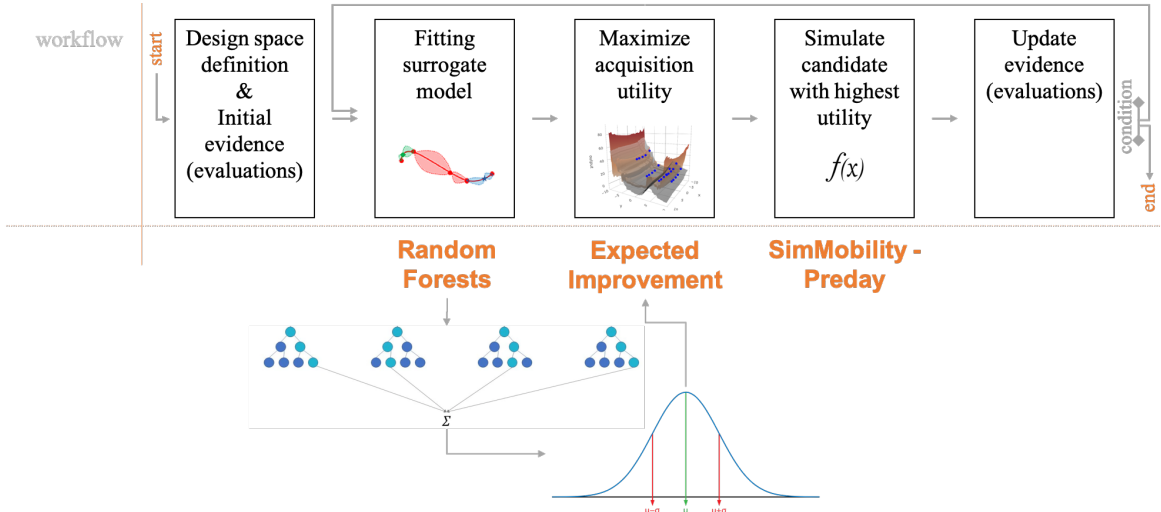 workflow
start
Design space
definition
&
Initial
evidence
(evaluations)
Fitting
surrogate
model
Maximize
acquisition
utility
Simulate
candidate
with highest
utility
f(x)
Update
evidence
(evaluations)
condition
end
Random
Forests
Expected
Improvement
SimMobility -
Preday
Σ